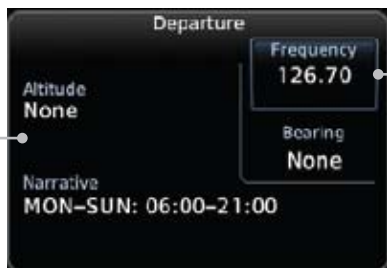 Departure
Frequency
126.70
Altitude
None
Bearing
None
Narrative
MON–SUN: 06:00–21:00